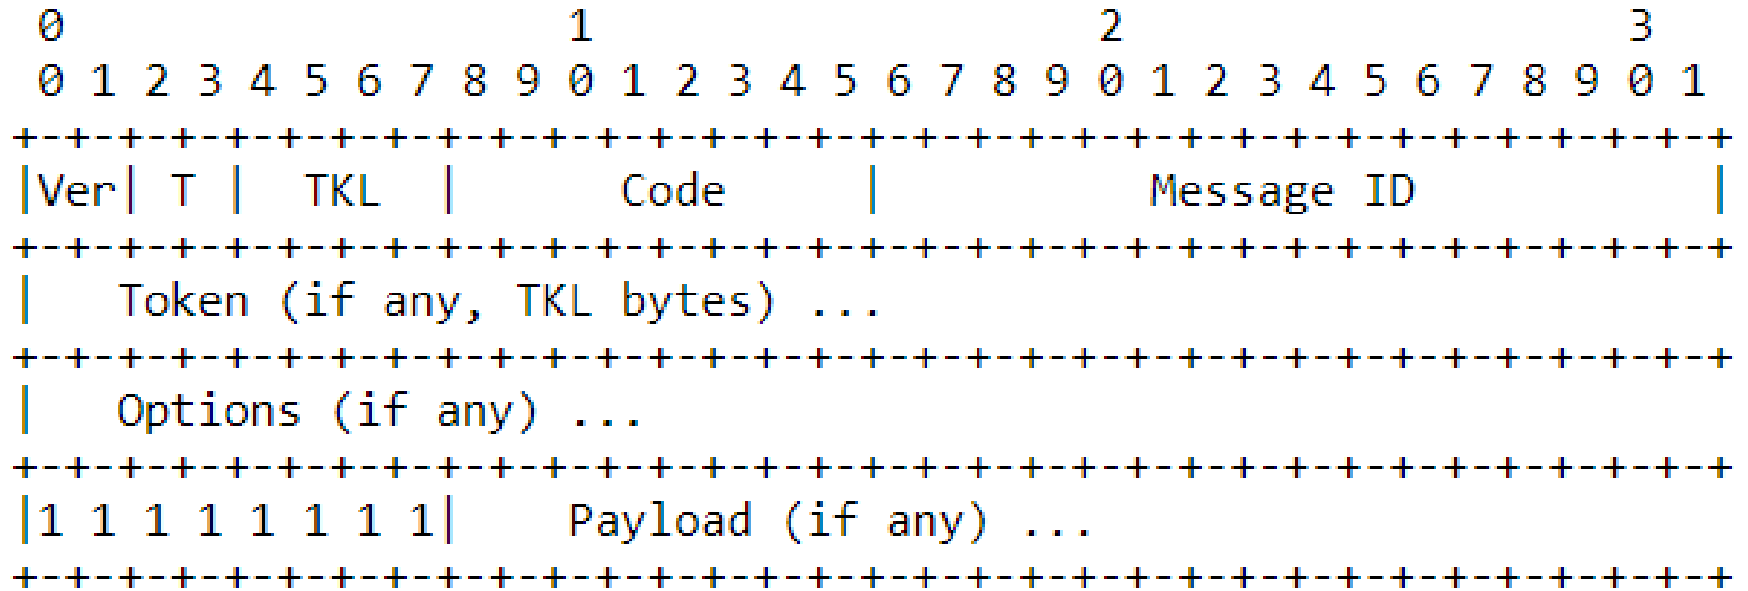 0                   1                   2                   3
 0 1 2 3 4 5 6 7 8 9 0 1 2 3 4 5 6 7 8 9 0 1 2 3 4 5 6 7 8 9 0 1
+-+-+-+-+-+-+-+-+-+-+-+-+-+-+-+-+-+-+-+-+-+-+-+-+-+-+-+-+-+-+-+-+
|Ver| T |  TKL  |      Code     |          Message ID           |
+-+-+-+-+-+-+-+-+-+-+-+-+-+-+-+-+-+-+-+-+-+-+-+-+-+-+-+-+-+-+-+-+
|   Token (if any, TKL bytes) ...
+-+-+-+-+-+-+-+-+-+-+-+-+-+-+-+-+-+-+-+-+-+-+-+-+-+-+-+-+-+-+-+-+
|   Options (if any) ...
+-+-+-+-+-+-+-+-+-+-+-+-+-+-+-+-+-+-+-+-+-+-+-+-+-+-+-+-+-+-+-+-+
|1 1 1 1 1 1 1 1|    Payload (if any) ...
+-+-+-+-+-+-+-+-+-+-+-+-+-+-+-+-+-+-+-+-+-+-+-+-+-+-+-+-+-+-+-+-+